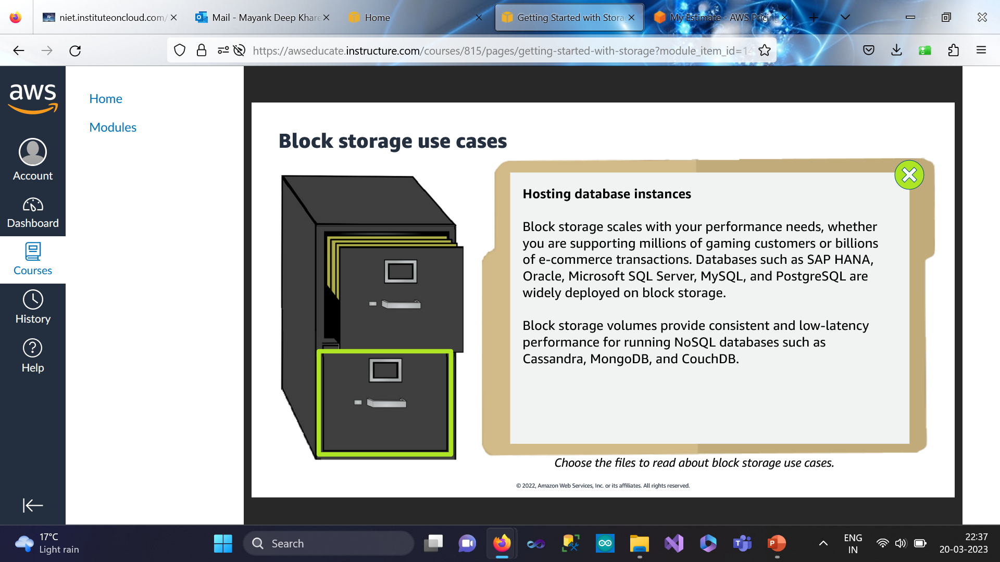 niet.instituteoncloud.com/
Mail - Mayank Deep Khare
Home
Getting Started with Stora
My Estimate - AWS Pricing
https://awseducate.instructure.com/courses/815/pages/getting-started-with-storage?module_item_id=14
aws
Account
Dashboard
Courses
History
Help
Home
Modules
Block storage use cases
Hosting database instances
Block storage scales with your performance needs, whether
you are supporting millions of gaming customers or billions
of e-commerce transactions. Databases such as SAP HANA,
Oracle, Microsoft SQL Server, MySQL, and PostgreSQL are
widely deployed on block storage.
Block storage volumes provide consistent and low-latency
performance for running NoSQL databases such as
Cassandra, MongoDB, and CouchDB.
Choose the files to read about block storage use cases.
© 2022, Amazon Web Services, Inc. or its affiliates. All rights reserved.
17°C
Light rain
Search
ENG
IN
22:37
20-03-2023